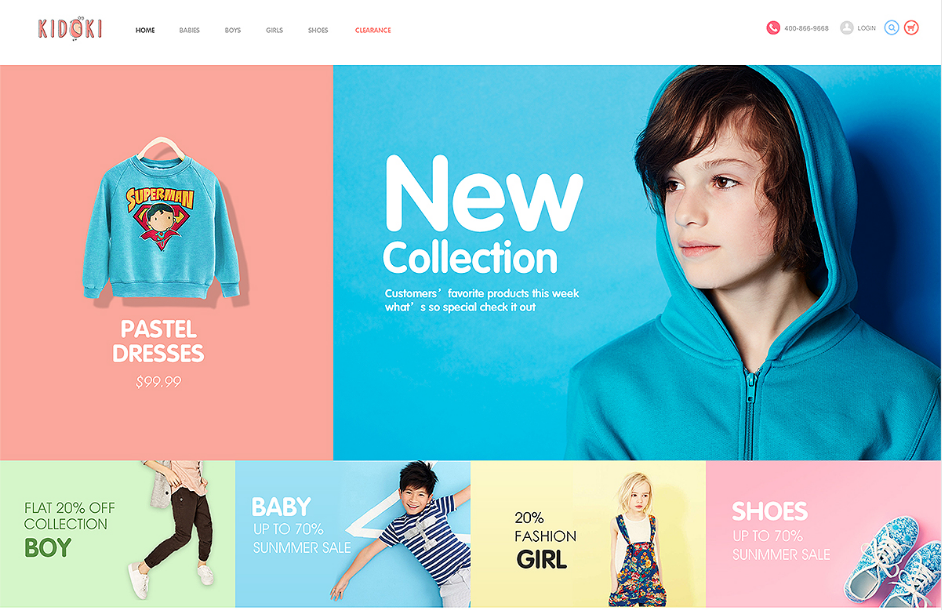 KIDOKI
HOME BABIES BOYS GIRLS SHOES CLEARANCE
400-866-9668 LOGIN
SUPERMAN
PASTEL
DRESSES
$99.99
New
Collection
Customers’ favorite products this week
what’s so special check it out
FLAT 20% OFF
COLLECTION
BOY
BABY
UP TO 70%
SUNMMER SALE
20%
FASHION
GIRL
SHOES
UP TO 70%
SUNMMER SALE